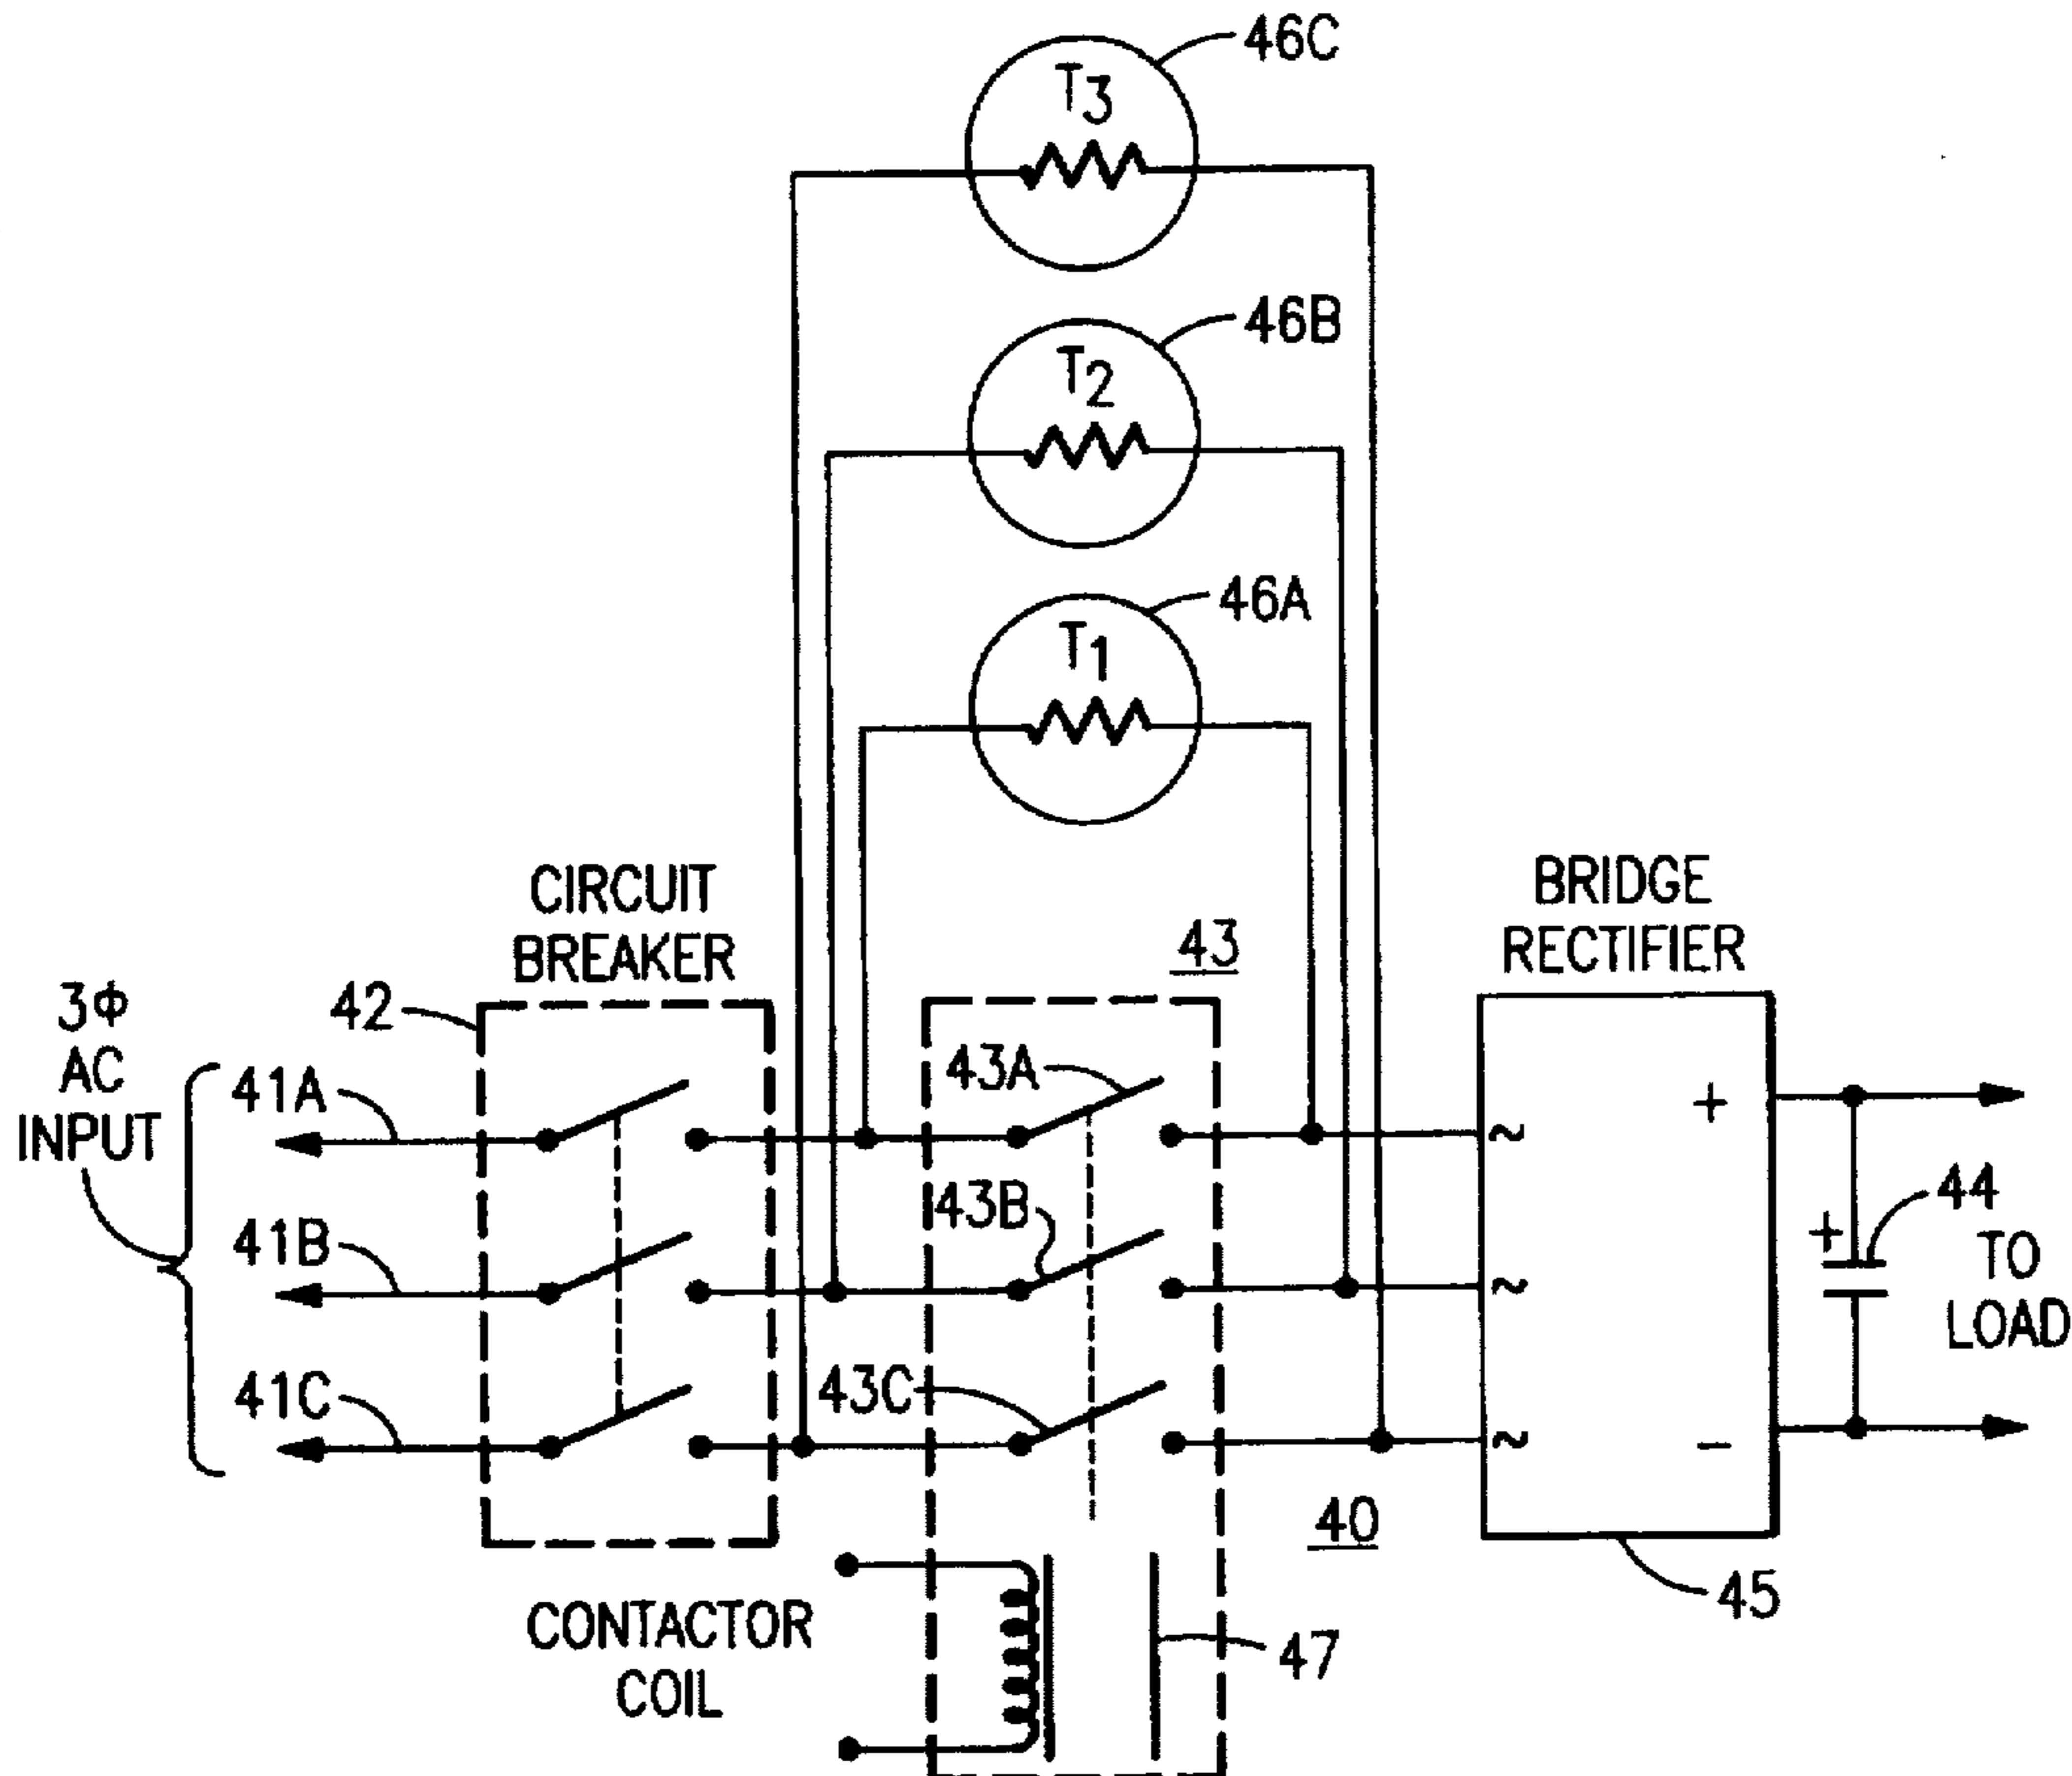 46C
T3
46B
T2
46A
T1
CIRCUIT
BREAKER
43
BRIDGE
RECTIFIER
3Φ
AC
INPUT
42
41A
41B
41C
43A
43B
43C
~
~
~
+
−
+
44
TO
LOAD
40
45
CONTACTOR
COIL
47